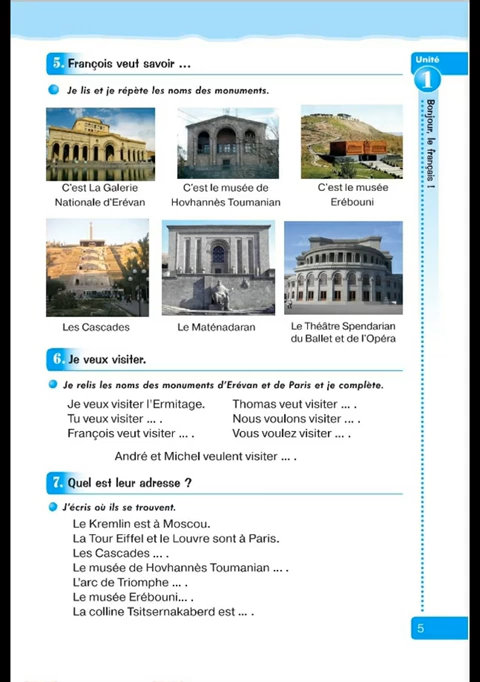 5. François veut savoir ...
Je lis et je répète les noms des monuments.
C'est La Galerie
Nationale d'Erévan
C'est le musée de
Hovhannès Toumanian
C'est le musée
Erébouni
Les Cascades
Le Maténadaran
Le Théâtre Spendarian
du Ballet et de l'Opéra
6. Je veux visiter.
Je relis les noms des monuments d'Erévan et de Paris et je complète.
Je veux visiter l'Ermitage.
Thomas veut visiter ... .
Tu veux visiter ... .
Nous voulons visiter ... .
François veut visiter ... .
Vous voulez visiter ... .
André et Michel veulent visiter ... .
7. Quel est leur adresse ?
J'écris où ils se trouvent.
Le Kremlin est à Moscou.
La Tour Eiffel et le Louvre sont à Paris.
Les Cascades ... .
Le musée de Hovhannès Toumanian ... .
L'arc de Triomphe ... .
Le musée Erébouni... .
La colline Tsitsernakaberd est ... .
Unité
1
Bonjour, le français !
5